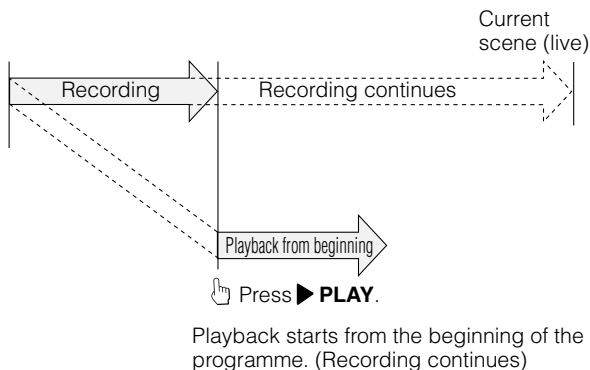 Current
scene (live)
Recording
Recording continues
Playback from beginning
Press ▶ PLAY.
Playback starts from the beginning of the
programme. (Recording continues)